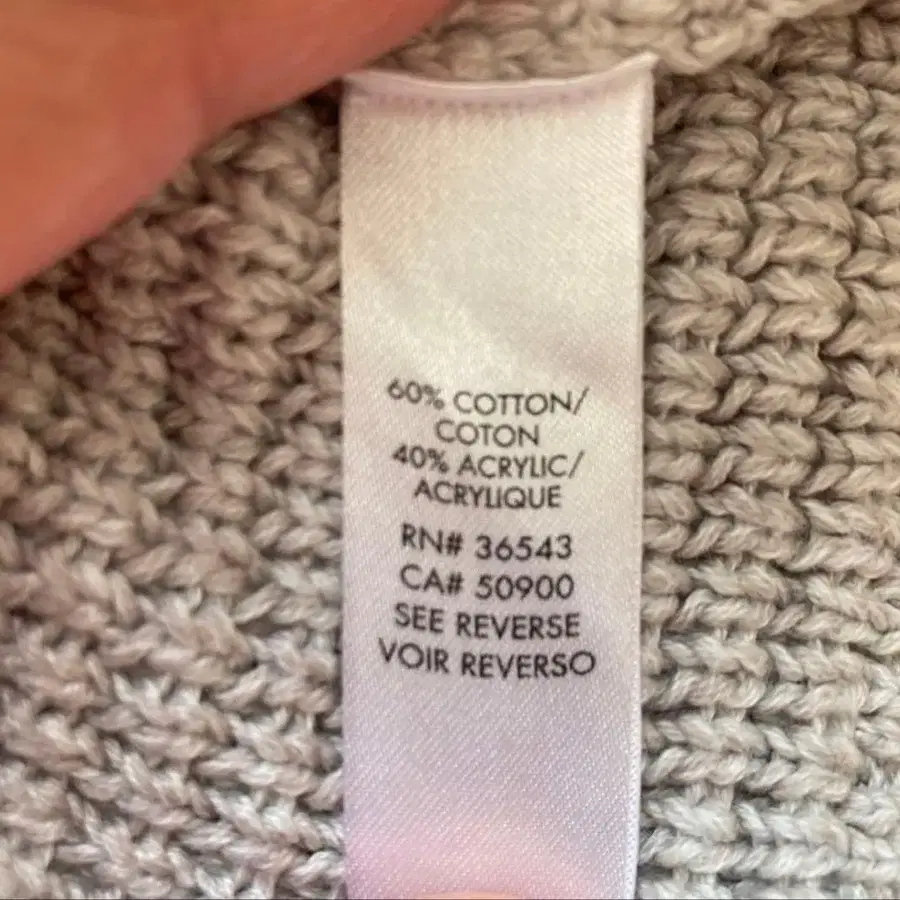 60% COTTON/
COTON
40% ACRYLIC/
ACRYLIQUE
RN# 36543
CA# 50900
SEE REVERSE
VOIR REVERSO